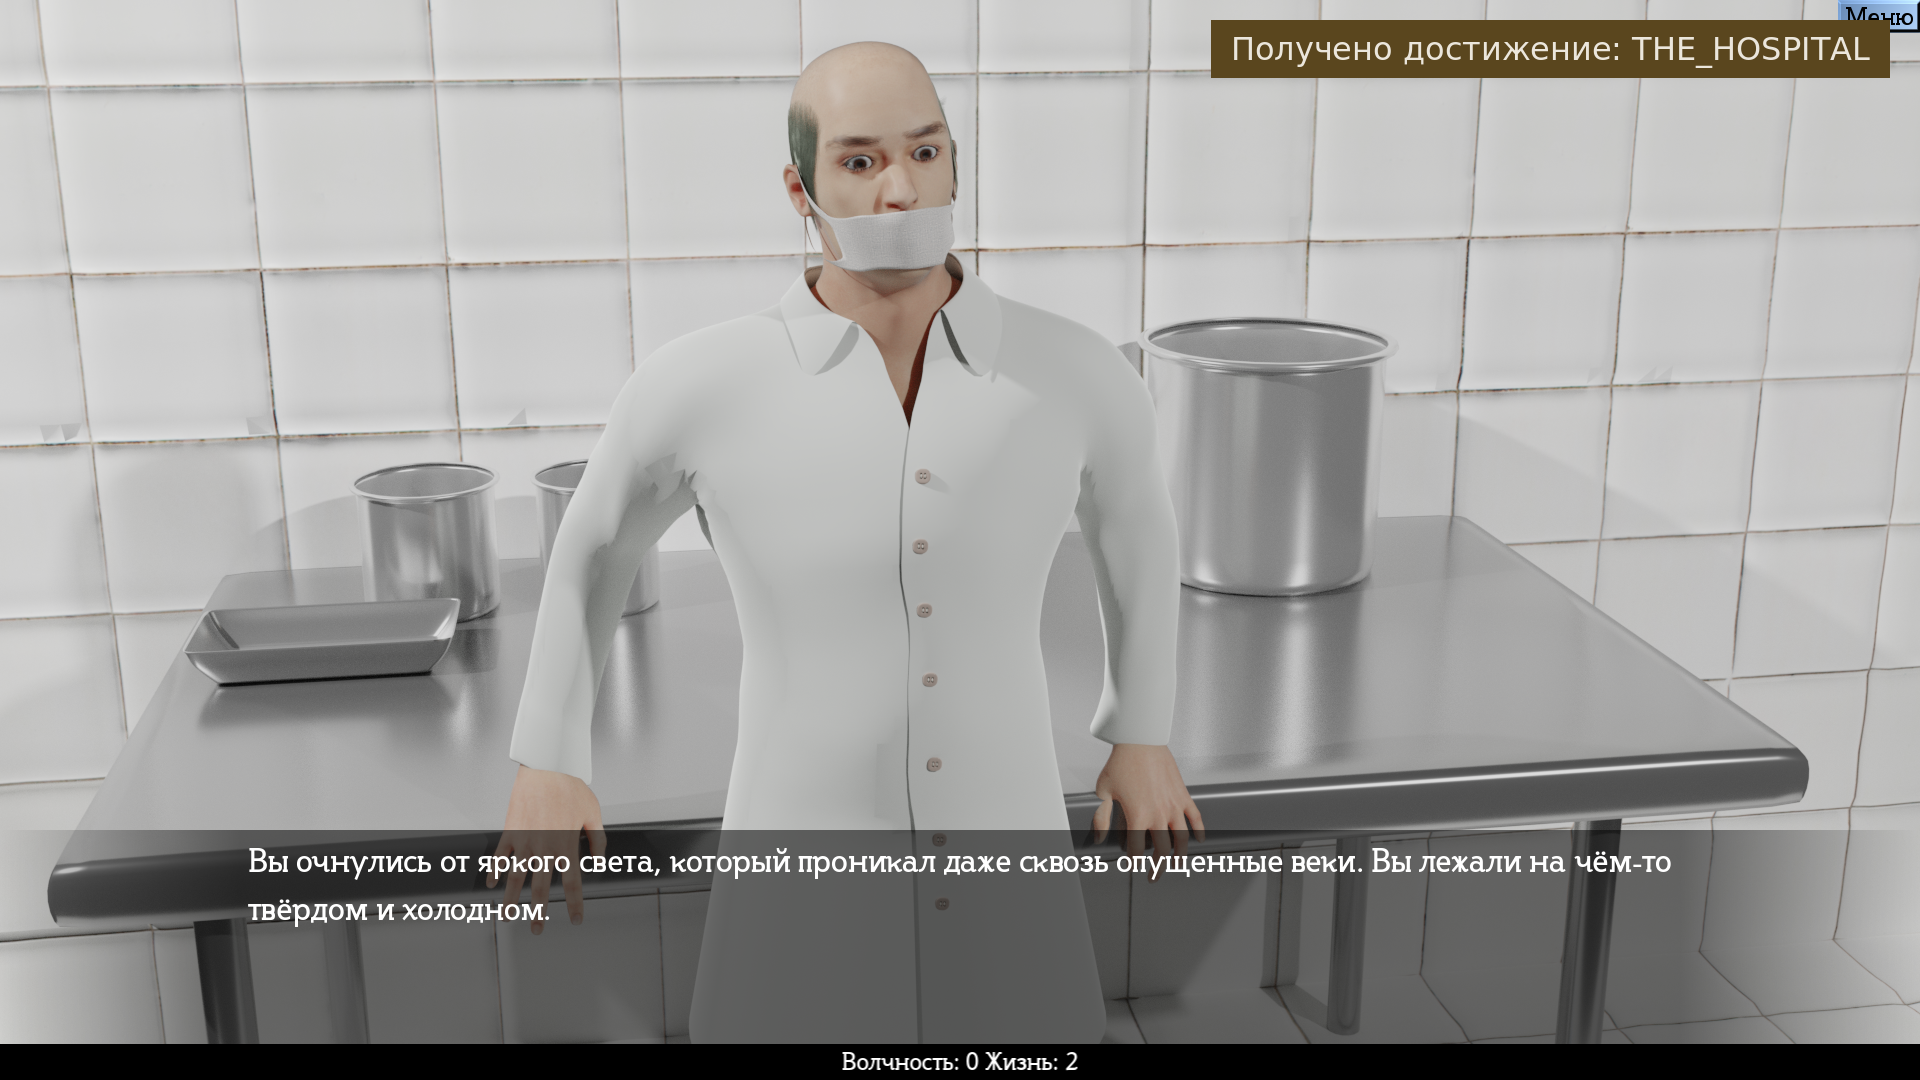 Меню
Получено достижение: THE_HOSPITAL
Вы очнулись от яркого света, который проникал даже сквозь опущенные веки. Вы лежали на чём-то
твёрдом и холодном.
Волчность: 0 Жизнь: 2